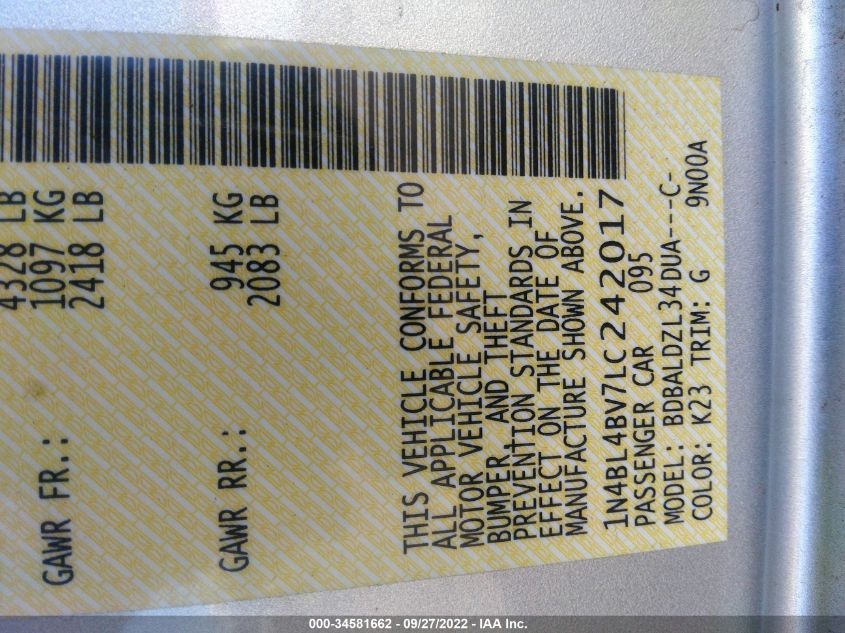 4328 LB
GAWR FR.: 1097 KG
2418 LB
GAWR RR.: 945 KG
2083 LB
THIS VEHICLE CONFORMS TO
ALL APPLICABLE FEDERAL
MOTOR VEHICLE SAFETY,
BUMPER, AND THEFT
PREVENTION STANDARDS IN
EFFECT ON THE DATE OF
MANUFACTURE SHOWN ABOVE.
1N4BL4BV7LC242017
PASSENGER CAR 095
MODEL: BDBALDZL34DUA---C-
COLOR: K23 TRIM: G 9N00A
000-34581662 - 09/27/2022 - IAA Inc.